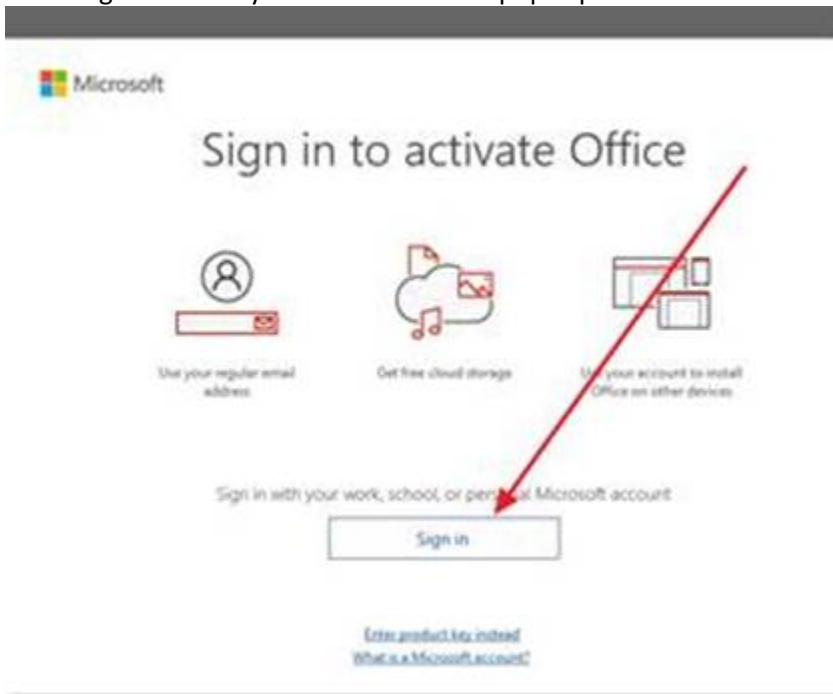 Microsoft
Sign in to activate Office
Use your regular email
address
Get free cloud storage
Use your account to install
Office on other devices
Sign in with your work, school, or personal Microsoft account
Sign in
Enter product key instead
What is a Microsoft account?